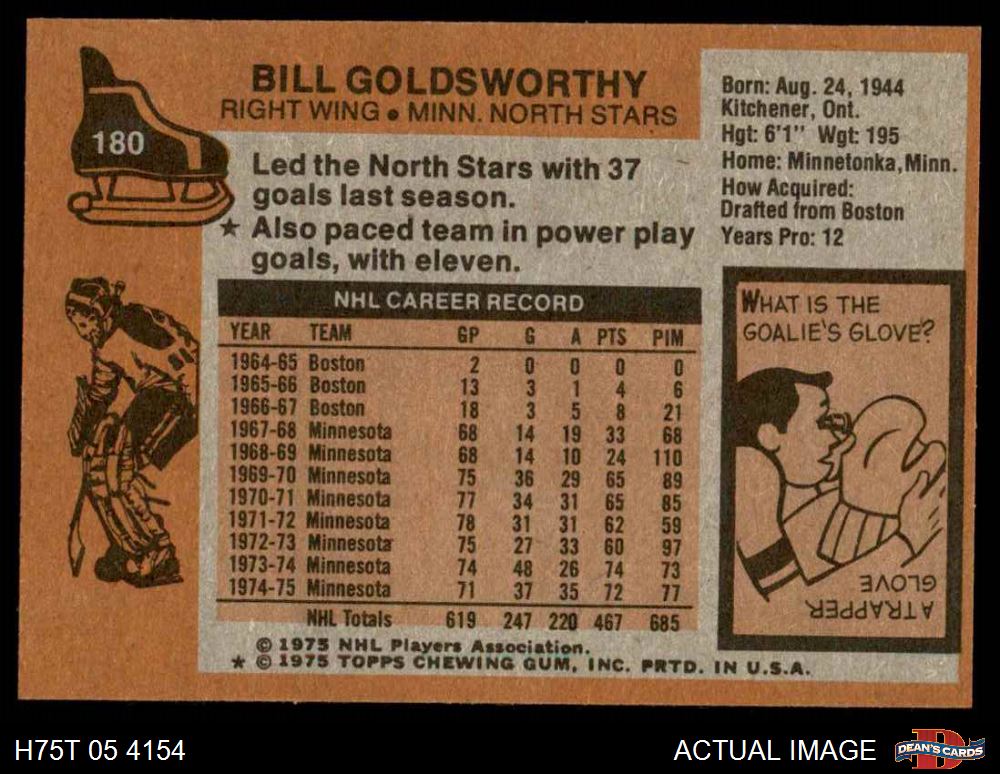 180
BILL GOLDSWORTHY
RIGHT WING • MINN. NORTH STARS
Led the North Stars with 37
goals last season.
★ Also paced team in power play
goals, with eleven.
Born: Aug. 24, 1944
Kitchener, Ont.
Hgt: 6'1" Wgt: 195
Home: Minnetonka, Minn.
How Acquired:
Drafted from Boston
Years Pro: 12
NHL CAREER RECORD
YEAR TEAM GP G A PTS PIM
1964-65 Boston 2 0 0 0 0
1965-66 Boston 13 3 1 4 6
1966-67 Boston 18 3 5 8 21
1967-68 Minnesota 68 14 19 33 68
1968-69 Minnesota 68 14 10 24 110
1969-70 Minnesota 75 36 29 65 89
1970-71 Minnesota 77 34 31 65 85
1971-72 Minnesota 78 31 31 62 59
1972-73 Minnesota 75 27 33 60 97
1973-74 Minnesota 74 48 26 74 73
1974-75 Minnesota 71 37 35 72 77
NHL Totals 619 247 220 467 685
© 1975 NHL Players Association.
★ © 1975 TOPPS CHEWING GUM, INC. PRTD. IN U.S.A.
WHAT IS THE
GOALIE'S GLOVE?
A TRAPPER
GLOVE
H75T 05 4154
ACTUAL IMAGE
D
DEAN'S CARDS